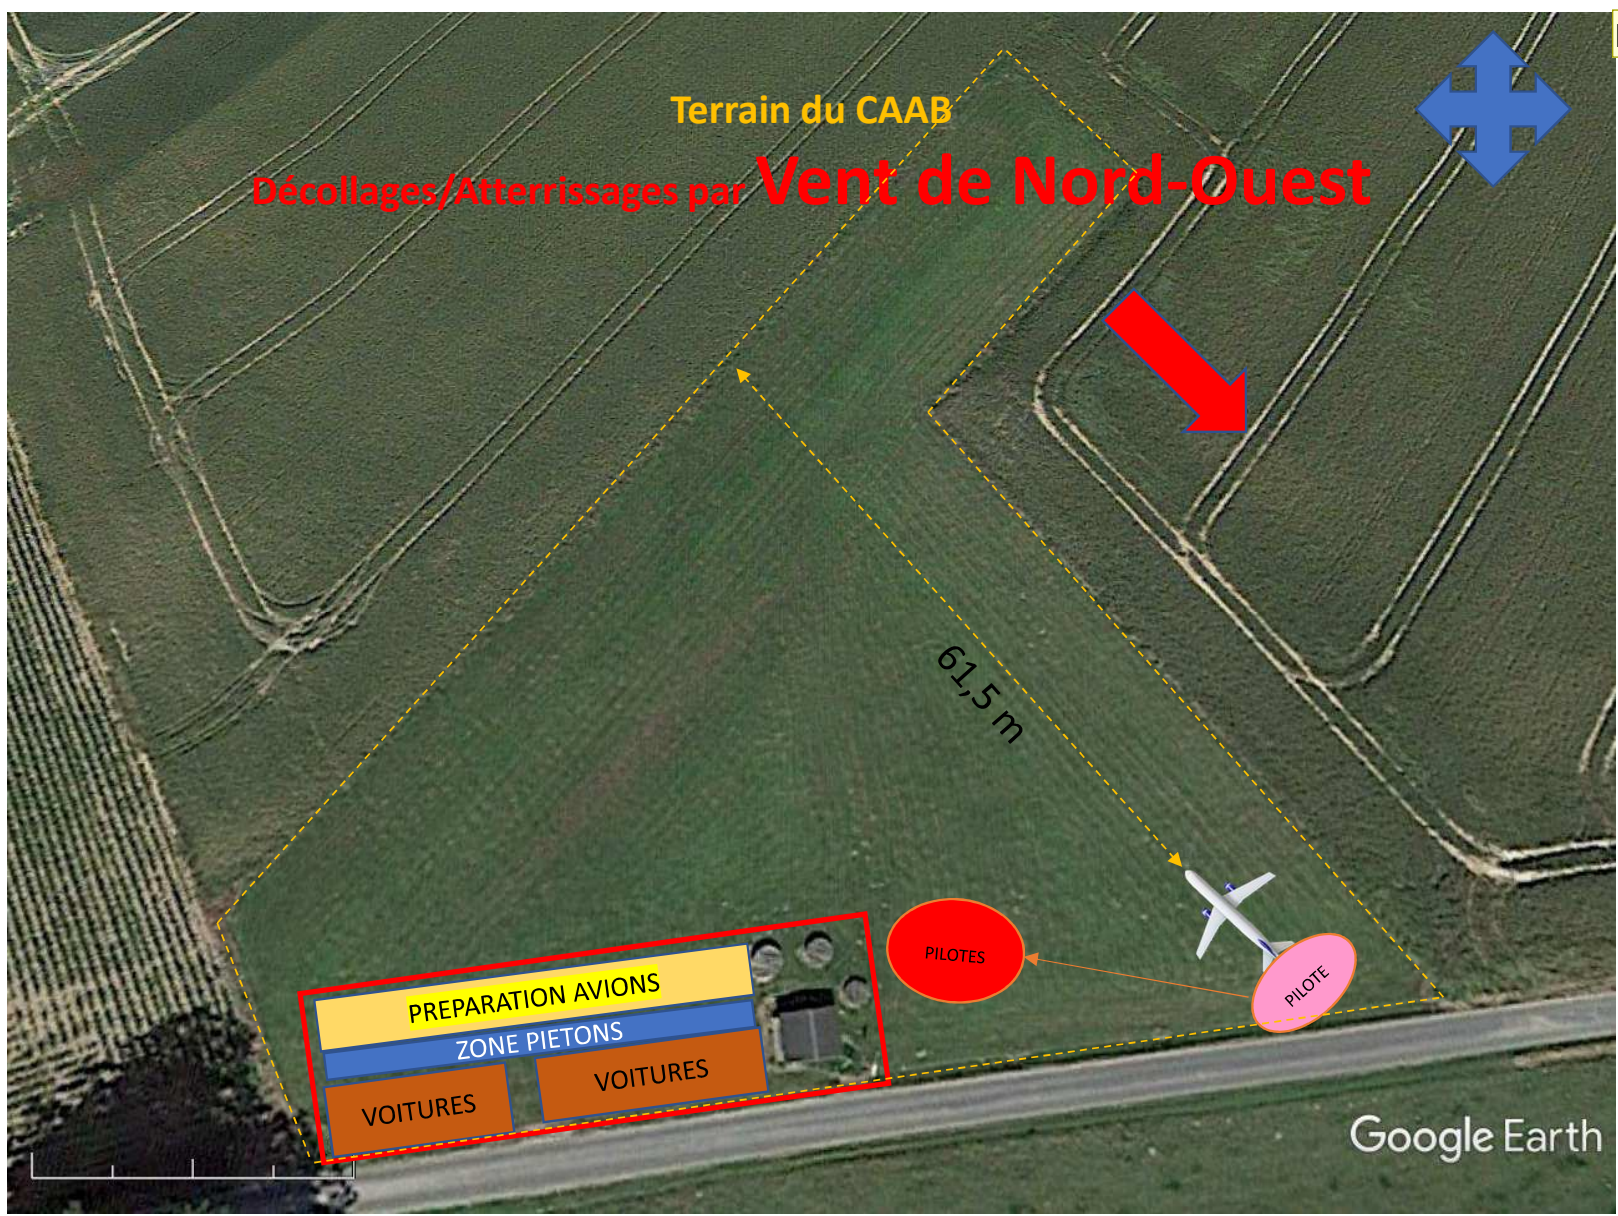 Terrain du CAAB
Décollages/Atterrissages par Vent de Nord-Ouest
61,5 m
PILOTES
PILOTE
PREPARATION AVIONS
ZONE PIETONS
VOITURES
VOITURES
Google Earth